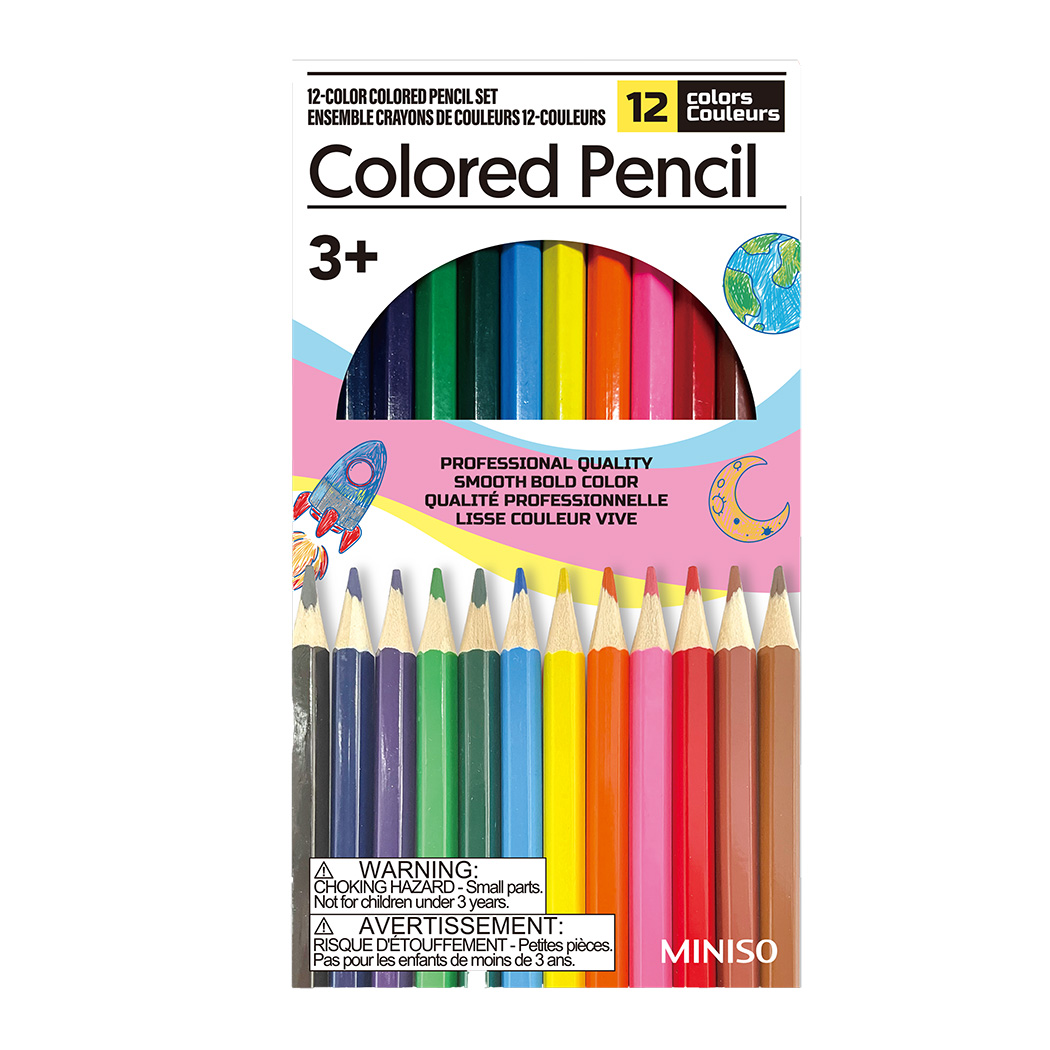 12-COLOR COLORED PENCIL SET
ENSEMBLE CRAYONS DE COULEURS 12-COULEURS
12 colors
Couleurs
Colored Pencil
3+
PROFESSIONAL QUALITY
SMOOTH BOLD COLOR
QUALITÉ PROFESSIONNELLE
LISSE COULEUR VIVE
WARNING:
CHOKING HAZARD - Small parts.
Not for children under 3 years.
AVERTISSEMENT:
RISQUE D'ÉTOUFFEMENT - Petites pièces.
Pas pour les enfants de moins de 3 ans.
MINISO